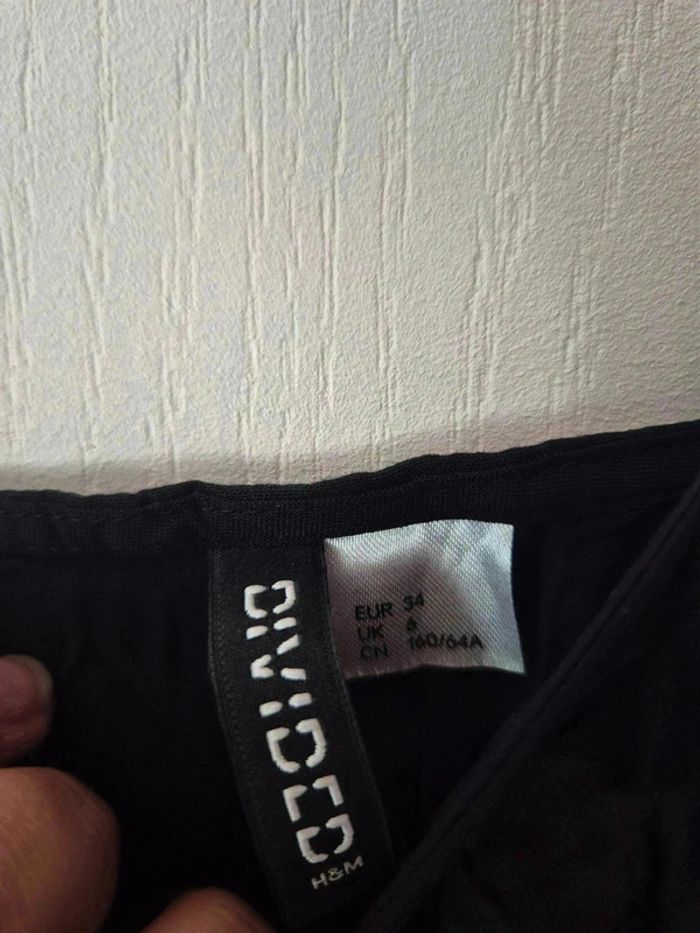 DIVIDED
H&M
EUR 34
UK 6
CN 160/64A